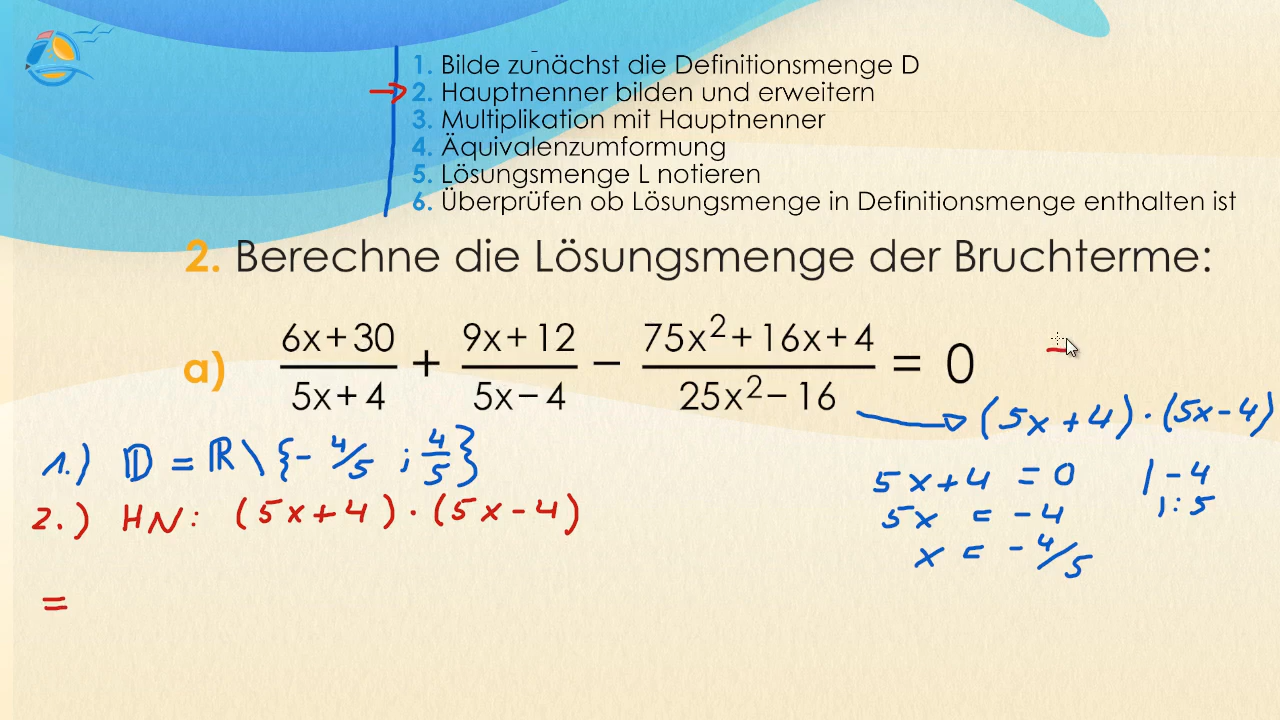 1. Bilde zunächst die Definitionsmenge D
→ 2. Hauptnenner bilden und erweitern
3. Multiplikation mit Hauptnenner
4. Äquivalenzumformung
5. Lösungsmenge L notieren
6. Überprüfen ob Lösungsmenge in Definitionsmenge enthalten ist
2. Berechne die Lösungsmenge der Bruchterme:
a) (6x+30)/(5x+4) + (9x+12)/(5x−4) − (75x²+16x+4)/(25x²−16) = 0
→ (5x+4)·(5x-4)
1.) 𝔻 = ℝ\{- 4/5 ; 4/5}
5x+4 = 0 | -4
2.) HN: (5x+4)·(5x-4)
5x = -4 |:5
x = -4/5
=